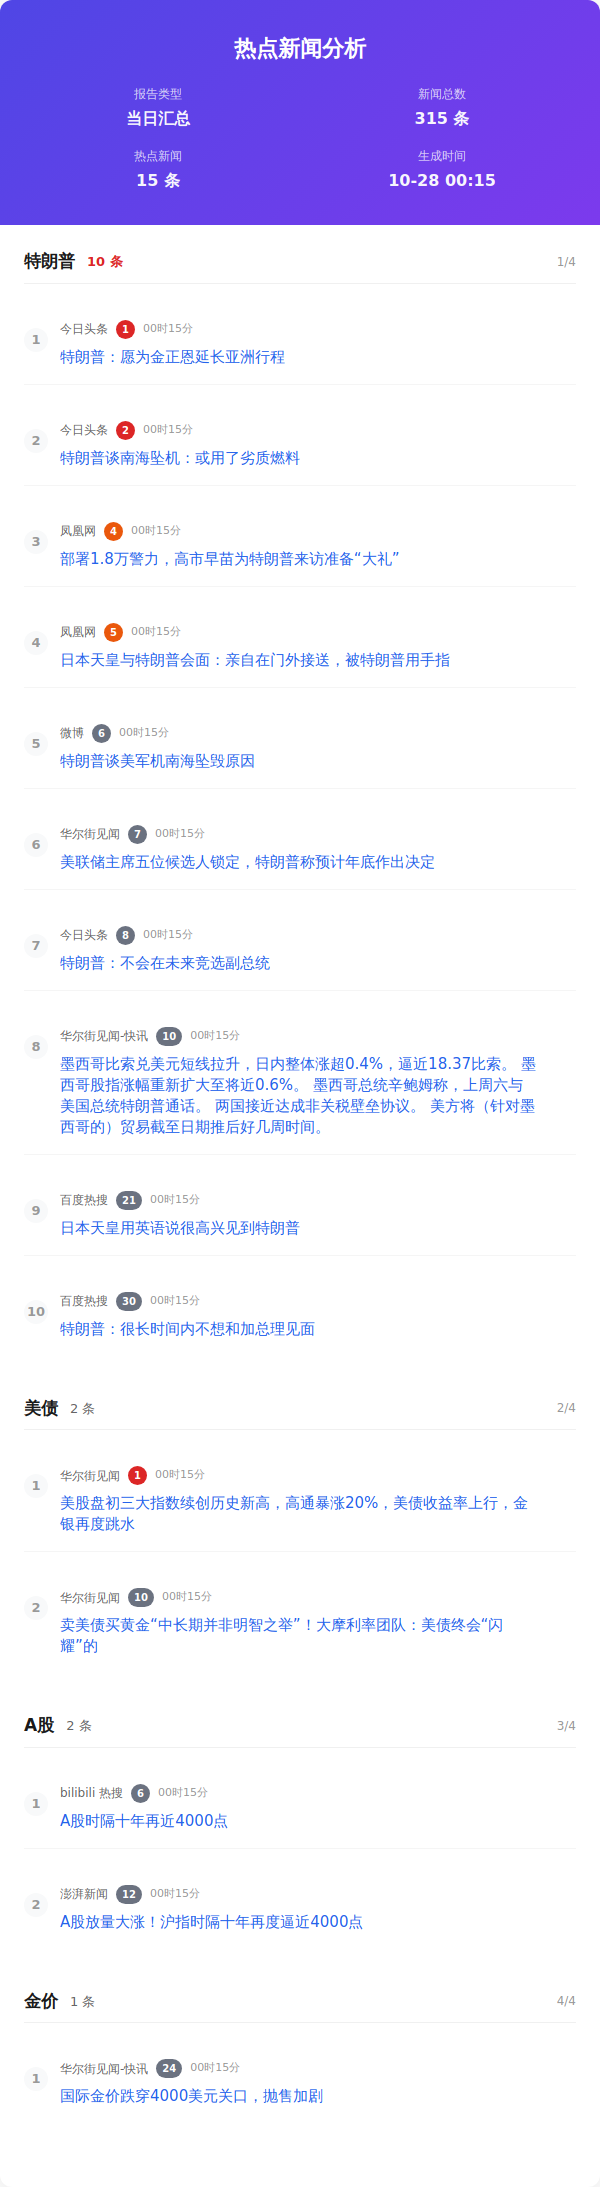 热点新闻分析
报告类型
当日汇总
新闻总数
315 条
热点新闻
15 条
生成时间
10-28 00:15
特朗普 10 条 1/4
1
今日头条 1 00时15分
特朗普：愿为金正恩延长亚洲行程
2
今日头条 2 00时15分
特朗普谈南海坠机：或用了劣质燃料
3
凤凰网 4 00时15分
部署1.8万警力，高市早苗为特朗普来访准备“大礼”
4
凤凰网 5 00时15分
日本天皇与特朗普会面：亲自在门外接送，被特朗普用手指
5
微博 6 00时15分
特朗普谈美军机南海坠毁原因
6
华尔街见闻 7 00时15分
美联储主席五位候选人锁定，特朗普称预计年底作出决定
7
今日头条 8 00时15分
特朗普：不会在未来竞选副总统
8
华尔街见闻-快讯 10 00时15分
墨西哥比索兑美元短线拉升，日内整体涨超0.4%，逼近18.37比索。 墨
西哥股指涨幅重新扩大至将近0.6%。 墨西哥总统辛鲍姆称，上周六与
美国总统特朗普通话。 两国接近达成非关税壁垒协议。 美方将（针对墨
西哥的）贸易截至日期推后好几周时间。
9
百度热搜 21 00时15分
日本天皇用英语说很高兴见到特朗普
10
百度热搜 30 00时15分
特朗普：很长时间内不想和加总理见面
美债 2 条 2/4
1
华尔街见闻 1 00时15分
美股盘初三大指数续创历史新高，高通暴涨20%，美债收益率上行，金
银再度跳水
2
华尔街见闻 10 00时15分
卖美债买黄金“中长期并非明智之举”！大摩利率团队：美债终会“闪
耀”的
A股 2 条 3/4
1
bilibili 热搜 6 00时15分
A股时隔十年再近4000点
2
澎湃新闻 12 00时15分
A股放量大涨！沪指时隔十年再度逼近4000点
金价 1 条 4/4
1
华尔街见闻-快讯 24 00时15分
国际金价跌穿4000美元关口，抛售加剧